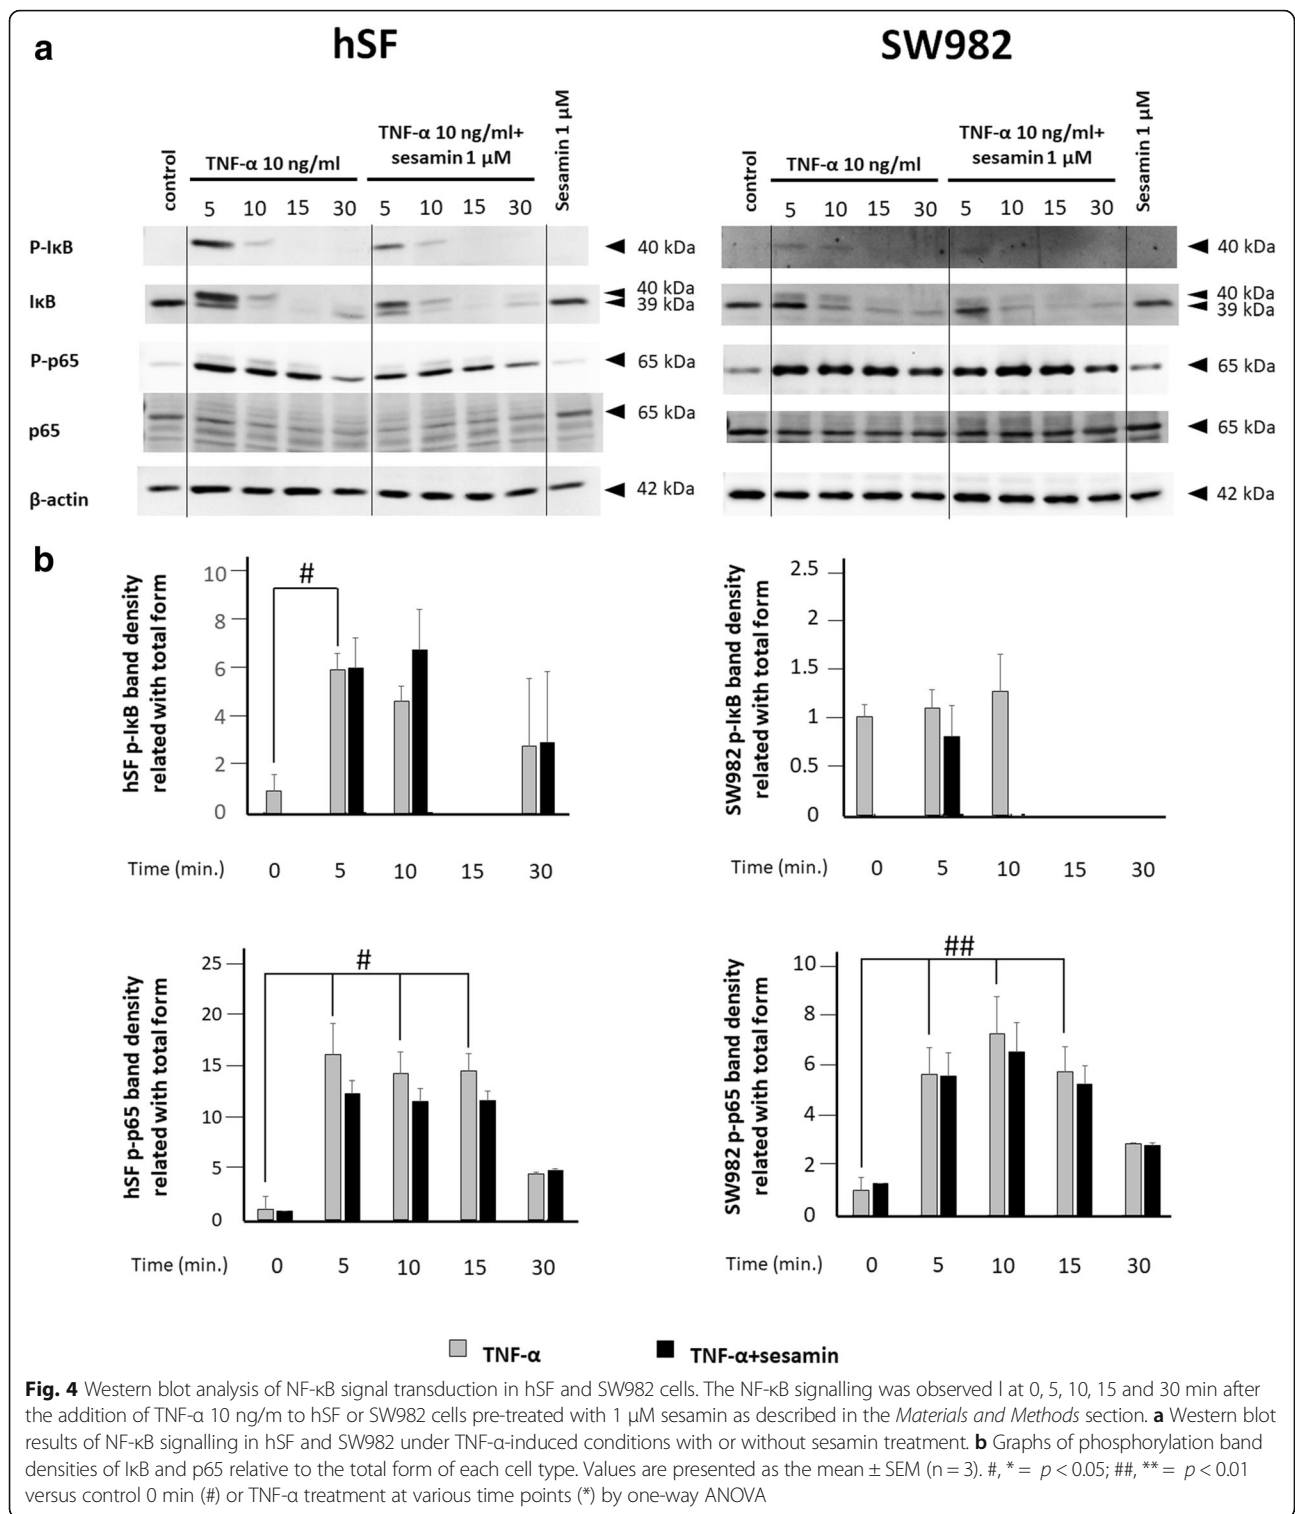 a
hSF
SW982
control
TNF-α 10 ng/ml
TNF-α 10 ng/ml+
sesamin 1 μM
Sesamin 1 μM
control
TNF-α 10 ng/ml
TNF-α 10 ng/ml+
sesamin 1 μM
Sesamin 1 μM
5 10 15 30 5 10 15 30
5 10 15 30 5 10 15 30
P-IκB
40 kDa
40 kDa
IκB
40 kDa
39 kDa
40 kDa
39 kDa
P-p65
65 kDa
65 kDa
p65
65 kDa
65 kDa
β-actin
42 kDa
42 kDa
b
hSF p-IκB band density
related with total form
10
8
6
4
2
0
#
Time (min.) 0 5 10 15 30
SW982 p-IκB band density
related with total form
2.5
2
1.5
1
0.5
0
Time (min.) 0 5 10 15 30
hSF p-p65 band density
related with total form
25
20
15
10
5
0
#
Time (min.) 0 5 10 15 30
SW982 p-p65 band density
related with total form
10
8
6
4
2
0
##
Time (min.) 0 5 10 15 30
TNF-α TNF-α+sesamin
Fig. 4 Western blot analysis of NF-κB signal transduction in hSF and SW982 cells. The NF-κB signalling was observed l at 0, 5, 10, 15 and 30 min after
the addition of TNF-α 10 ng/m to hSF or SW982 cells pre-treated with 1 μM sesamin as described in the Materials and Methods section. a Western blot
results of NF-κB signalling in hSF and SW982 under TNF-α-induced conditions with or without sesamin treatment. b Graphs of phosphorylation band
densities of IκB and p65 relative to the total form of each cell type. Values are presented as the mean ± SEM (n = 3). #, * = p < 0.05; ##, ** = p < 0.01
versus control 0 min (#) or TNF-α treatment at various time points (*) by one-way ANOVA